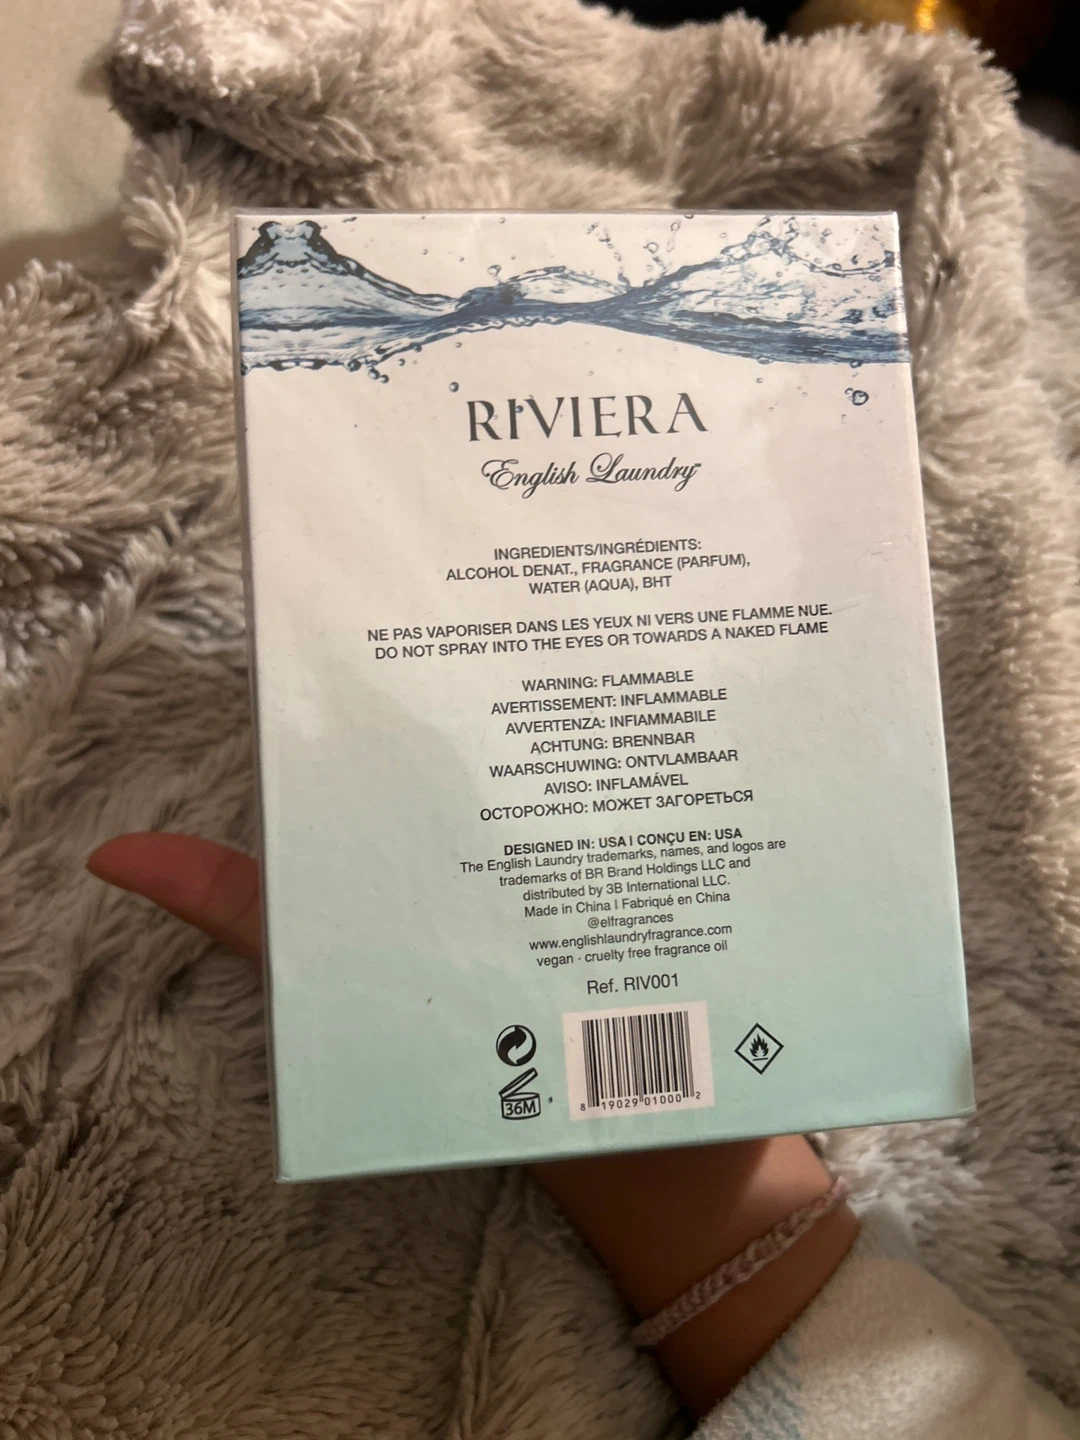 RIVIERA
English Laundry™
INGREDIENTS/INGRÉDIENTS:
ALCOHOL DENAT., FRAGRANCE (PARFUM),
WATER (AQUA), BHT
NE PAS VAPORISER DANS LES YEUX NI VERS UNE FLAMME NUE.
DO NOT SPRAY INTO THE EYES OR TOWARDS A NAKED FLAME
WARNING: FLAMMABLE
AVERTISSEMENT: INFLAMMABLE
AVVERTENZA: INFIAMMABILE
ACHTUNG: BRENNBAR
WAARSCHUWING: ONTVLAMBAAR
AVISO: INFLAMÁVEL
ОСТОРОЖНО: МОЖЕТ ЗАГОРЕТЬСЯ
DESIGNED IN: USA I CONÇU EN: USA
The English Laundry trademarks, names, and logos are
trademarks of BR Brand Holdings LLC and
distributed by 3B International LLC.
Made in China I Fabriqué en China
@elfragrances
www.englishlaundryfragrance.com
vegan · cruelty free fragrance oil
Ref. RIV001
36M
8 19029 01000 2